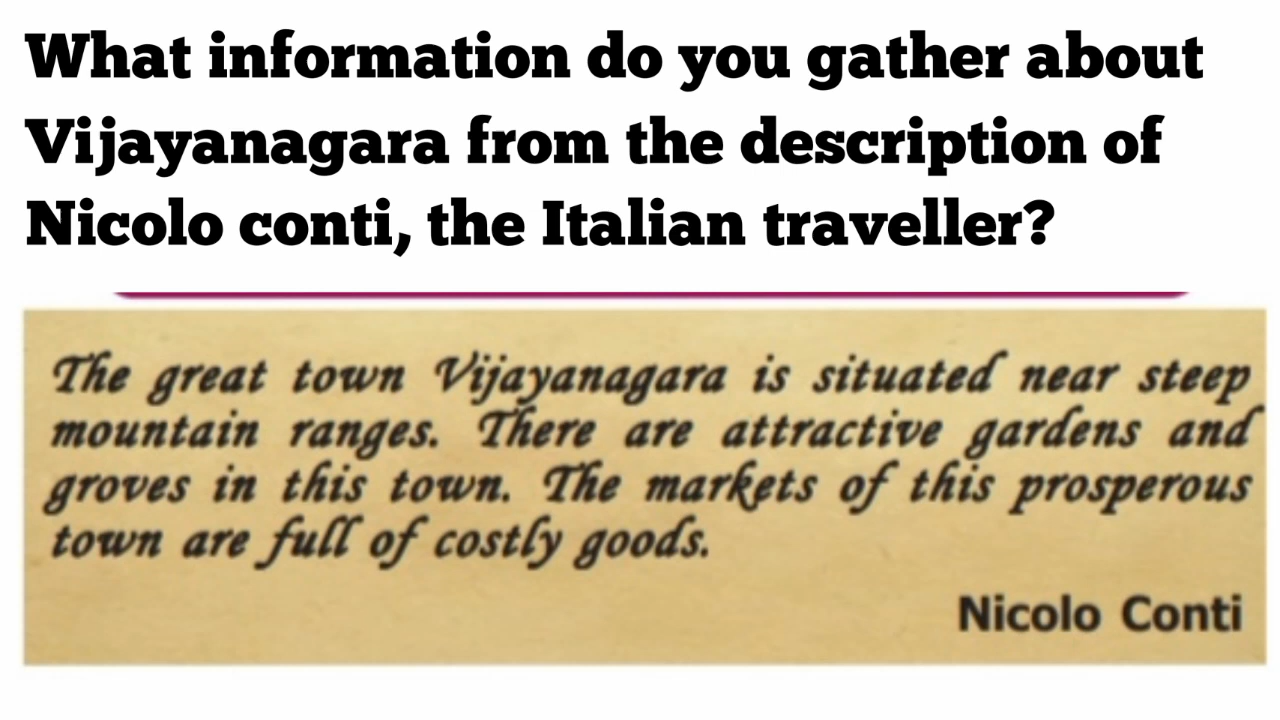 What information do you gather about
Vijayanagara from the description of
Nicolo conti, the Italian traveller?
The great town Vijayanagara is situated near steep
mountain ranges. There are attractive gardens and
groves in this town. The markets of this prosperous
town are full of costly goods.
Nicolo Conti